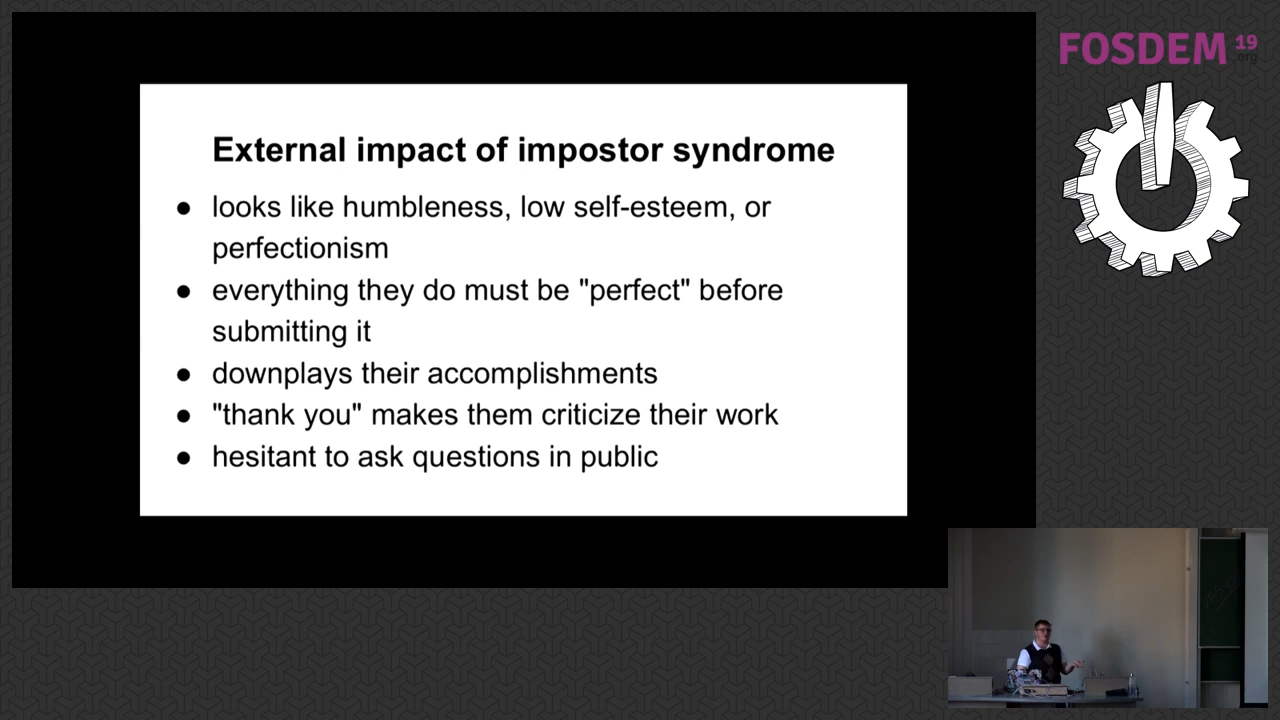 FOSDEM 19
.org
External impact of impostor syndrome
● looks like humbleness, low self-esteem, or
perfectionism
● everything they do must be "perfect" before
submitting it
● downplays their accomplishments
● "thank you" makes them criticize their work
● hesitant to ask questions in public